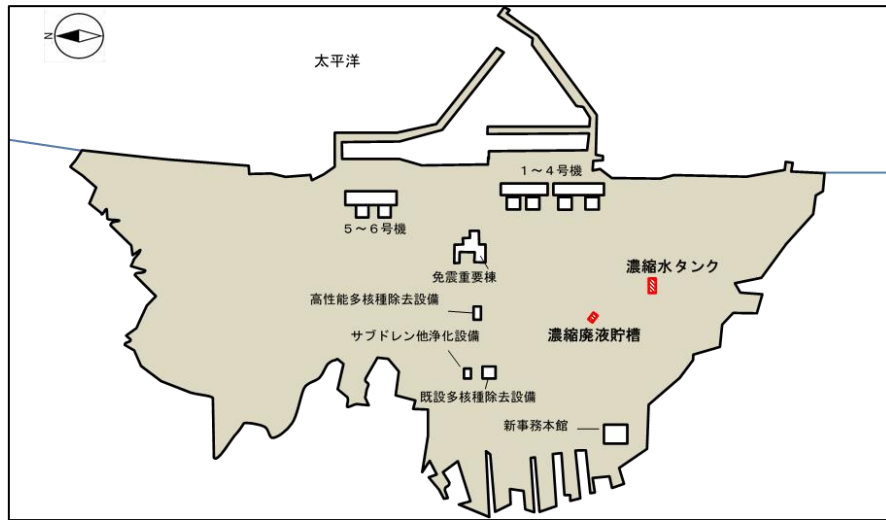 N
太平洋
1～4号機
5～6号機
免震重要棟
濃縮水タンク
高性能多核種除去設備
濃縮廃液貯槽
サブドレン他浄化設備
既設多核種除去設備
新事務本館